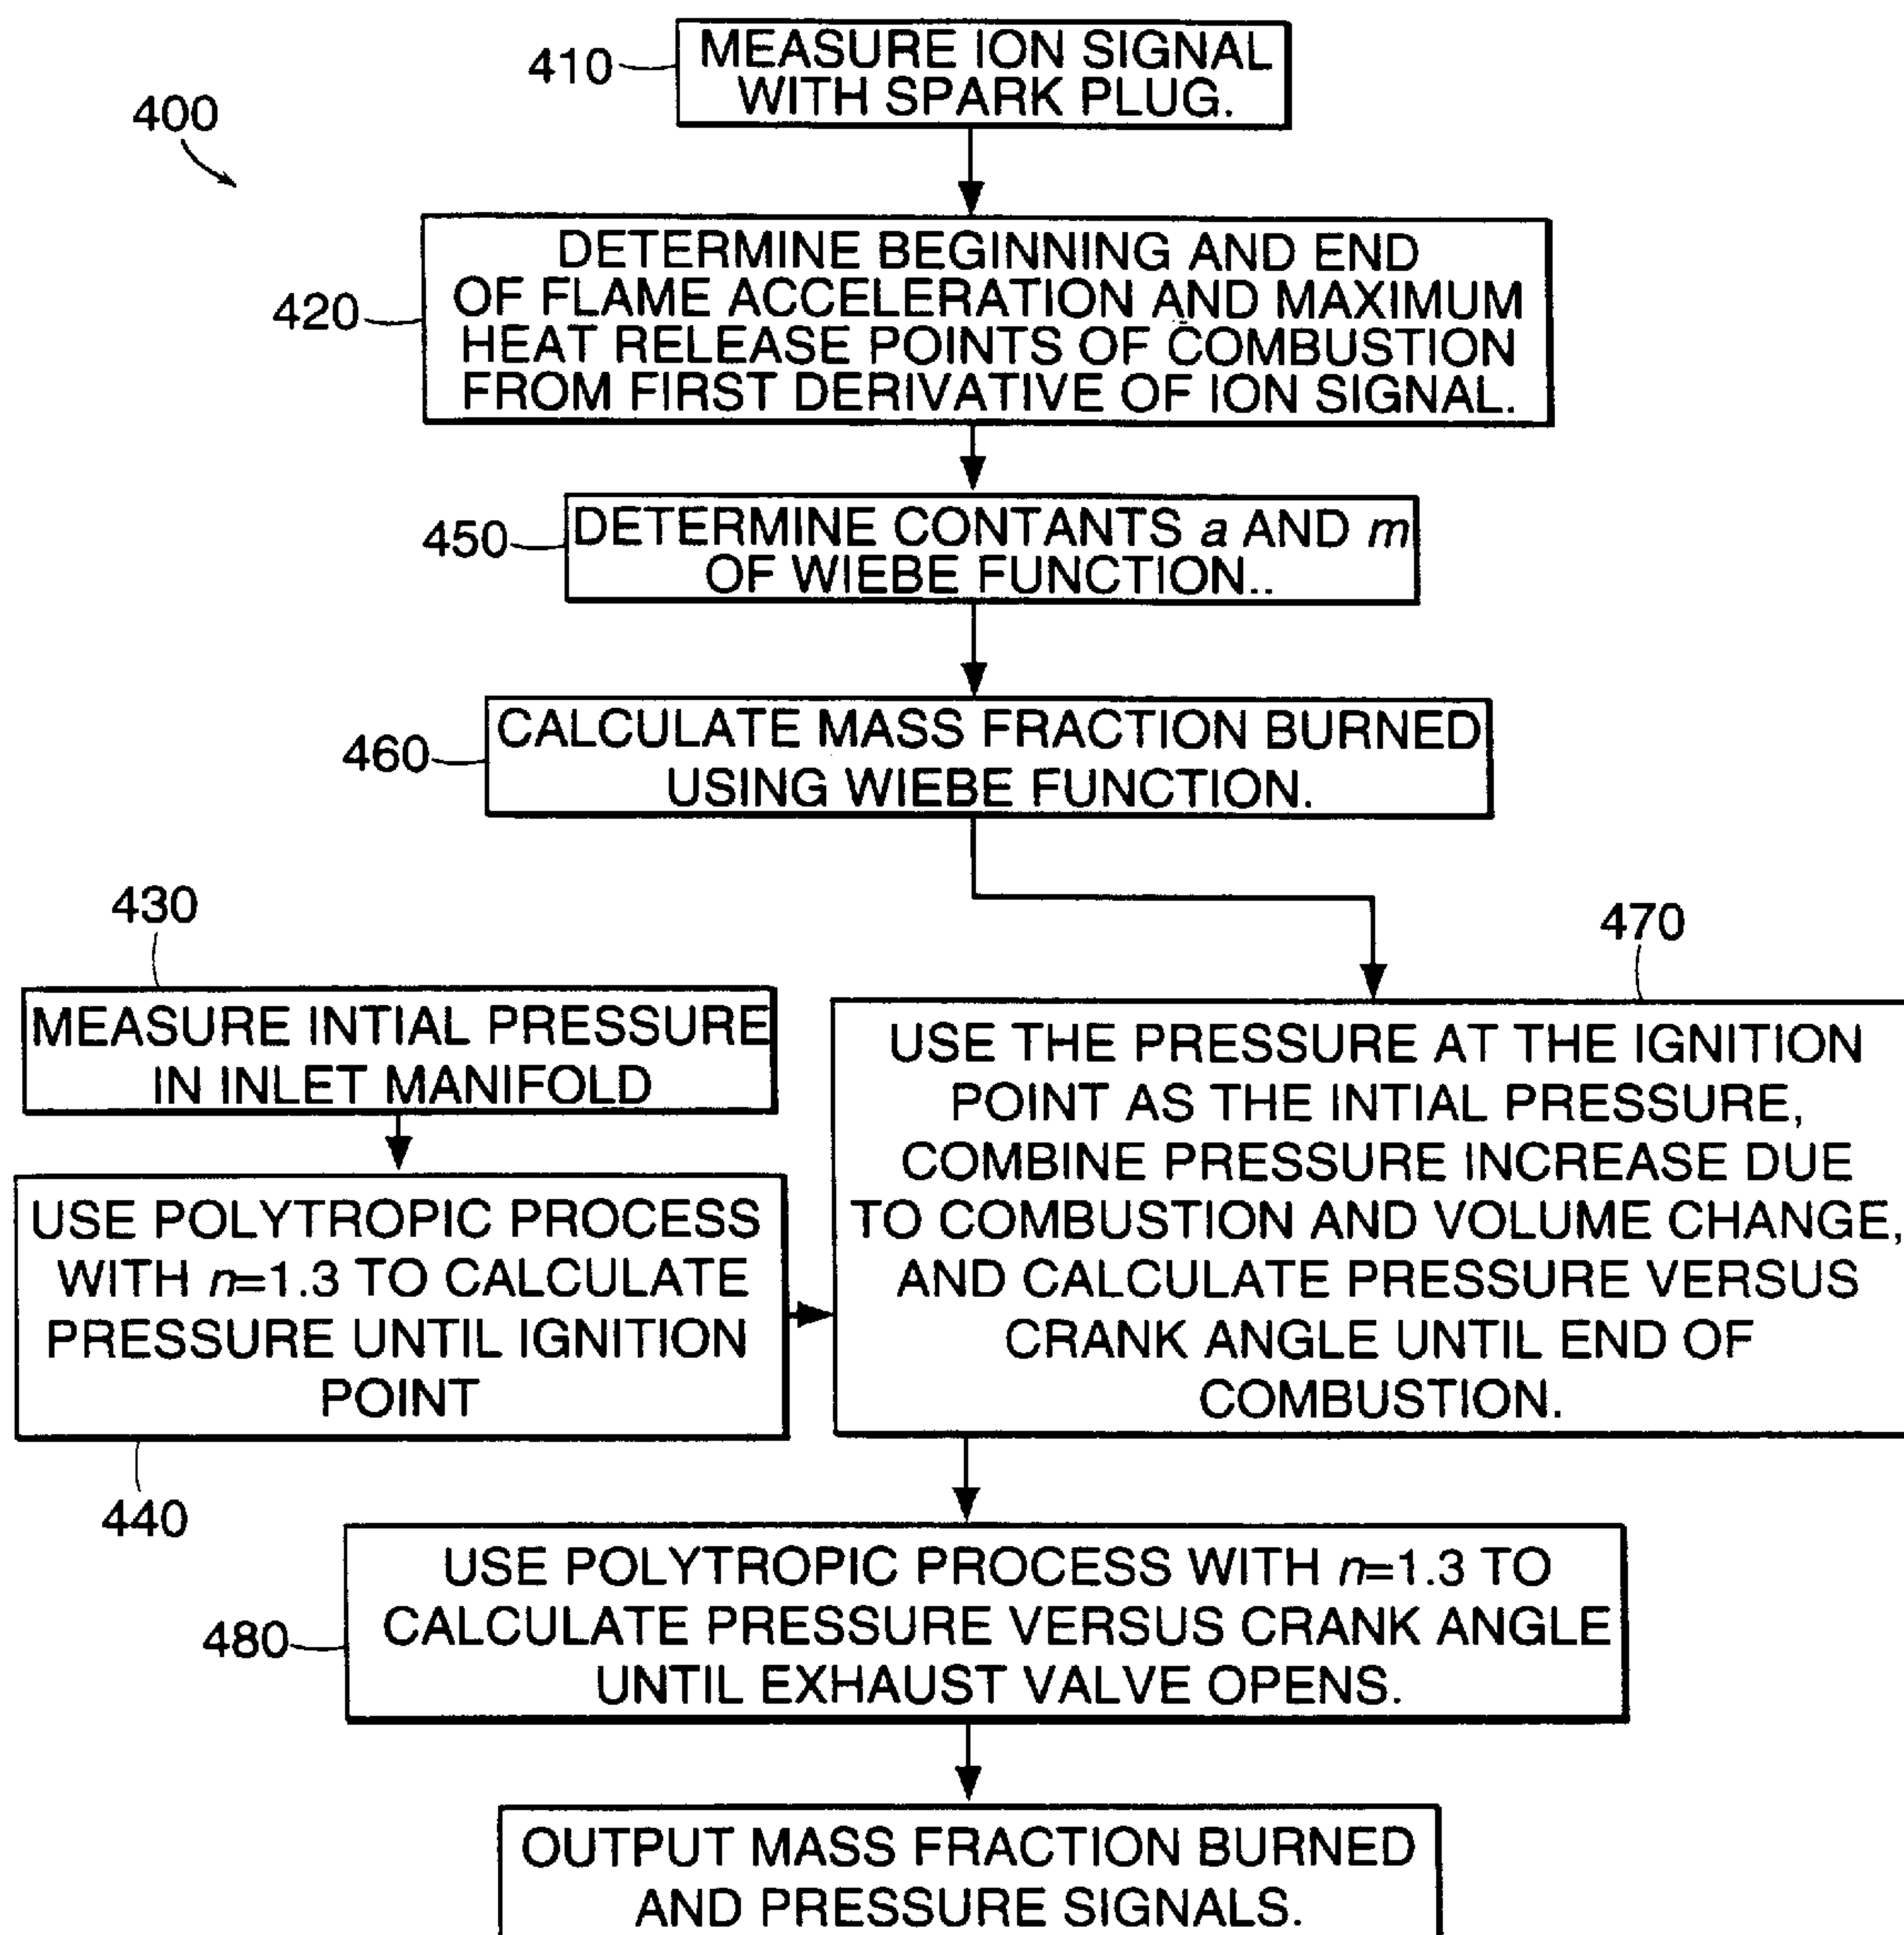 410
MEASURE ION SIGNAL
WITH SPARK PLUG.
400
420
DETERMINE BEGINNING AND END
OF FLAME ACCELERATION AND MAXIMUM
HEAT RELEASE POINTS OF COMBUSTION
FROM FIRST DERIVATIVE OF ION SIGNAL.
450
DETERMINE CONTANTS a AND m
OF WIEBE FUNCTION..
460
CALCULATE MASS FRACTION BURNED
USING WIEBE FUNCTION.
430
MEASURE INTIAL PRESSURE
IN INLET MANIFOLD
USE POLYTROPIC PROCESS
WITH n=1.3 TO CALCULATE
PRESSURE UNTIL IGNITION
POINT
440
470
USE THE PRESSURE AT THE IGNITION
POINT AS THE INTIAL PRESSURE,
COMBINE PRESSURE INCREASE DUE
TO COMBUSTION AND VOLUME CHANGE,
AND CALCULATE PRESSURE VERSUS
CRANK ANGLE UNTIL END OF
COMBUSTION.
480
USE POLYTROPIC PROCESS WITH n=1.3 TO
CALCULATE PRESSURE VERSUS CRANK ANGLE
UNTIL EXHAUST VALVE OPENS.
OUTPUT MASS FRACTION BURNED
AND PRESSURE SIGNALS.